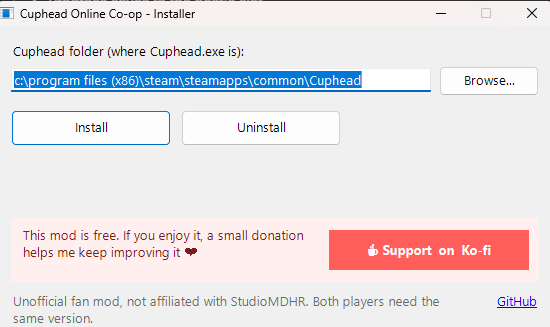 Cuphead Online Co-op - Installer
Cuphead folder (where Cuphead.exe is):
c:\program files (x86)\steam\steamapps\common\Cuphead
Browse...
Install
Uninstall
This mod is free. If you enjoy it, a small donation
helps me keep improving it ❤
Support on Ko-fi
Unofficial fan mod, not affiliated with StudioMDHR. Both players need the
same version.
GitHub